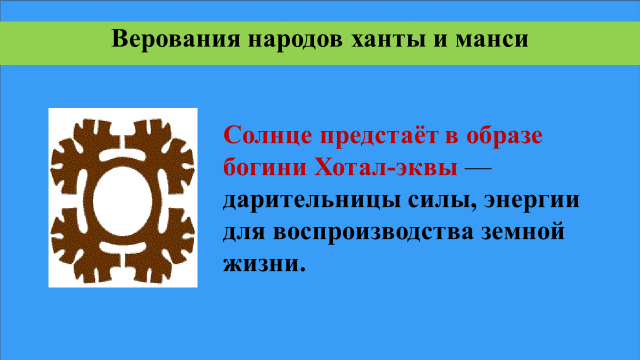 Верования народов ханты и манси
Солнце предстаёт в образе
богини Хотал-эквы —
дарительницы силы, энергии
для воспроизводства земной
жизни.